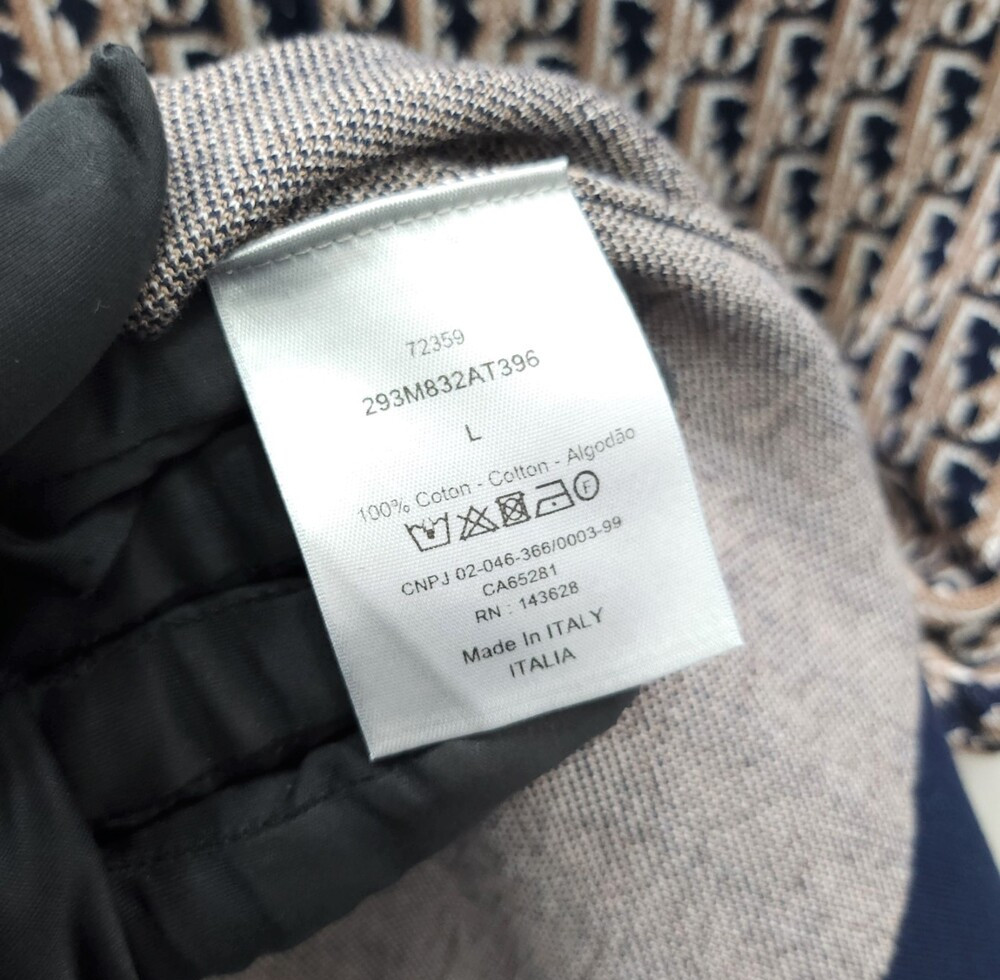 72359
293M832AT396
L
100% Coton - Cotton - Algodão
F
CNPJ 02-046-366/0003-99
CA65281
RN : 143628
Made In ITALY
ITALIA